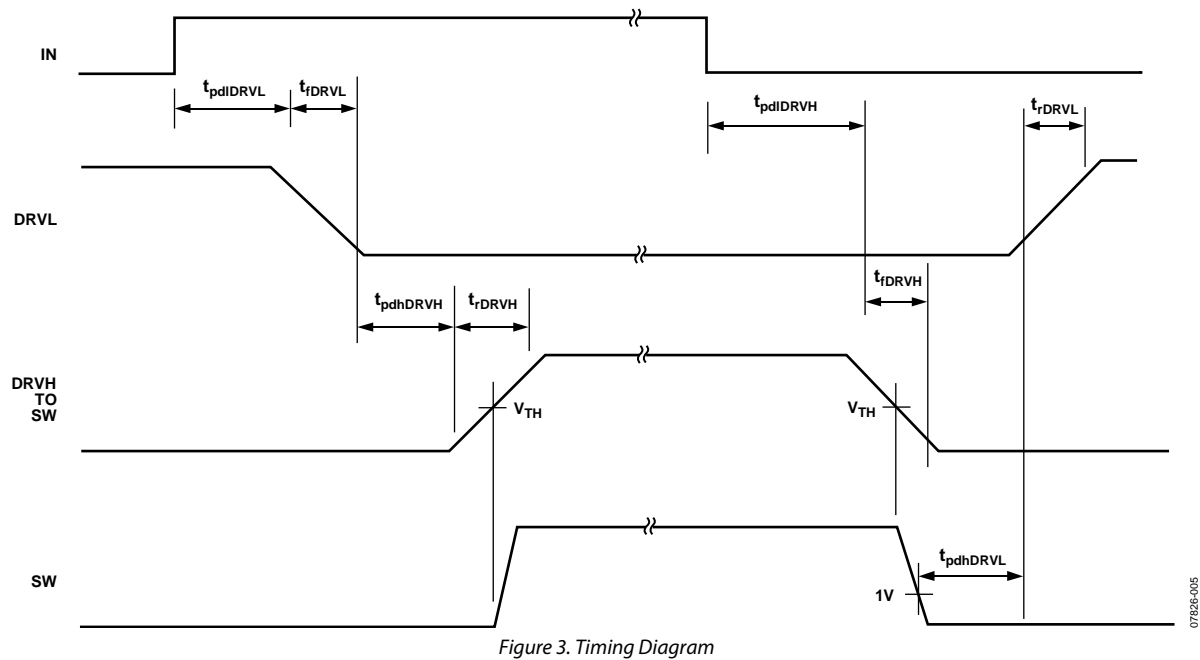 IN
tpdlDRVL
tfDRVL
tpdlDRVH
trDRVL
DRVL
tfDRVH
tpdhDRVH
trDRVH
DRVH
TO
SW
VTH
VTH
tpdhDRVL
SW
1V
07826-005
Figure 3. Timing Diagram